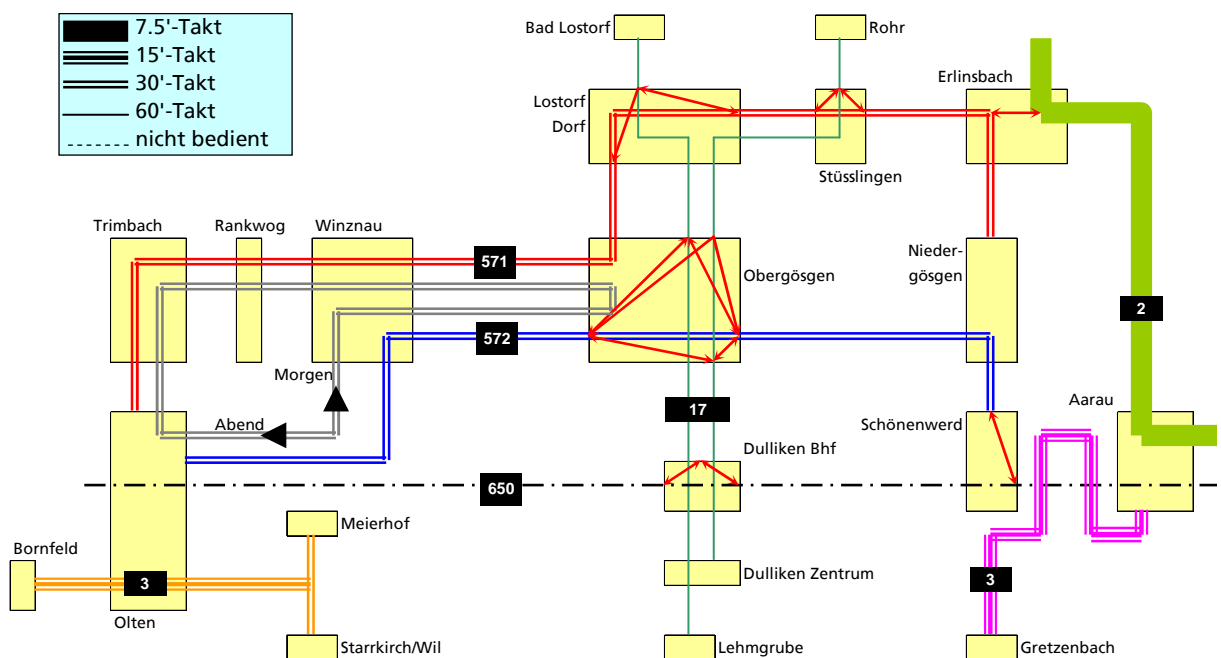 7.5'-Takt
15'-Takt
30'-Takt
60'-Takt
nicht bedient
Bad Lostorf
Rohr
Erlinsbach
Lostorf
Dorf
Stüsslingen
Trimbach
Rankwog
Winznau
571
Obergösgen
Nieder-
gösgen
2
572
Morgen
Abend
17
Schönenwerd
Aarau
Dulliken Bhf
650
Meierhof
Bornfeld
3
Dulliken Zentrum
3
Olten
Starrkirch/Wil
Lehmgrube
Gretzenbach